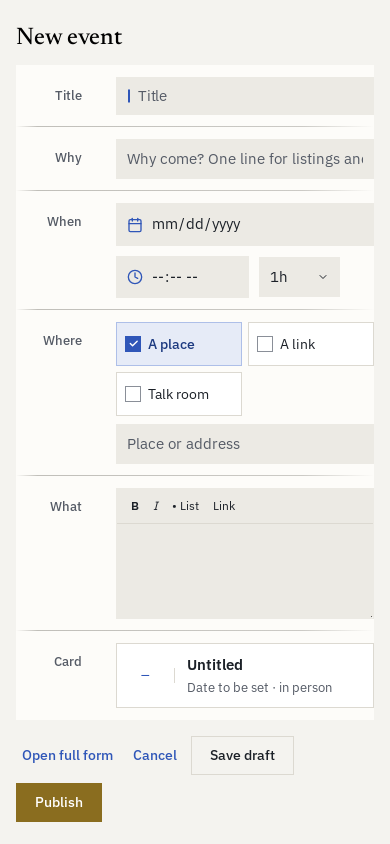 New event
Title
Title
Why
Why come? One line for listings and
When
mm/dd/yyyy
--:-- --
1h
Where
A place
A link
Talk room
Place or address
What
B I • List Link
Card
–
Untitled
Date to be set · in person
Open full form
Cancel
Save draft
Publish